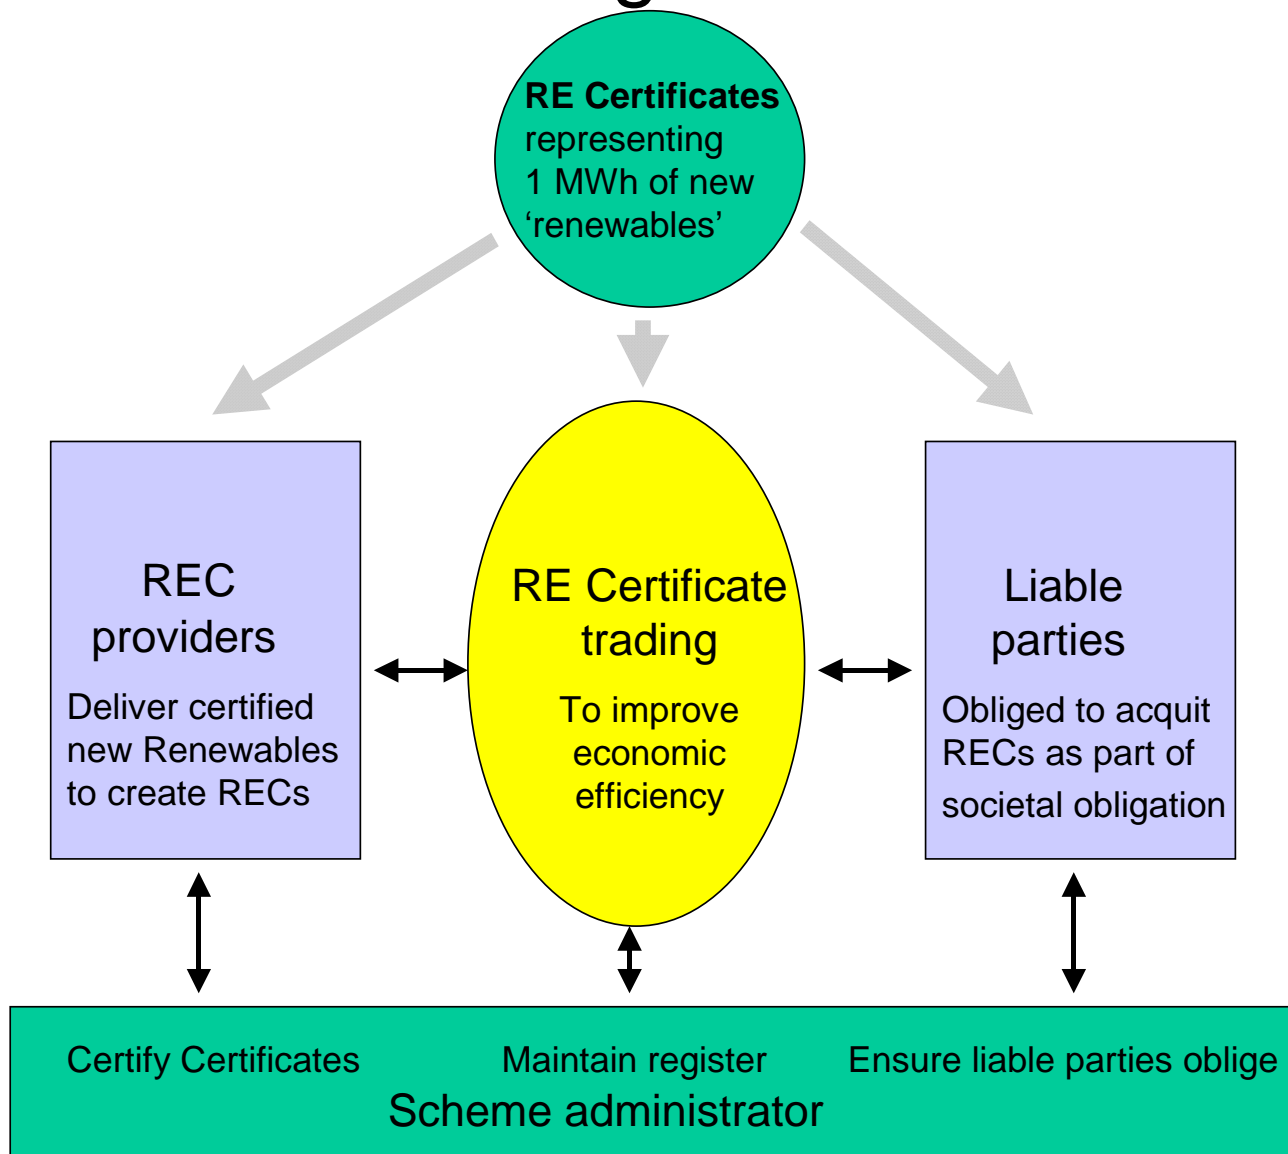 RE Certificates
representing
1 MWh of new
‘renewables’
REC
providers
Deliver certified
new Renewables
to create RECs
RE Certificate
trading
To improve
economic
efficiency
Liable
parties
Obliged to acquit
RECs as part of
societal obligation
Certify Certificates
Maintain register
Ensure liable parties oblige
Scheme administrator